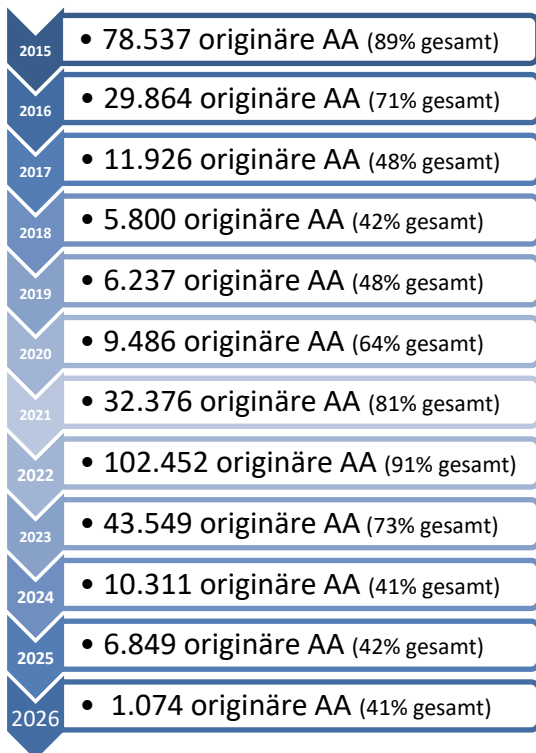 2015 • 78.537 originäre AA (89% gesamt)
2016 • 29.864 originäre AA (71% gesamt)
2017 • 11.926 originäre AA (48% gesamt)
2018 • 5.800 originäre AA (42% gesamt)
2019 • 6.237 originäre AA (48% gesamt)
2020 • 9.486 originäre AA (64% gesamt)
2021 • 32.376 originäre AA (81% gesamt)
2022 • 102.452 originäre AA (91% gesamt)
2023 • 43.549 originäre AA (73% gesamt)
2024 • 10.311 originäre AA (41% gesamt)
2025 • 6.849 originäre AA (42% gesamt)
2026 • 1.074 originäre AA (41% gesamt)